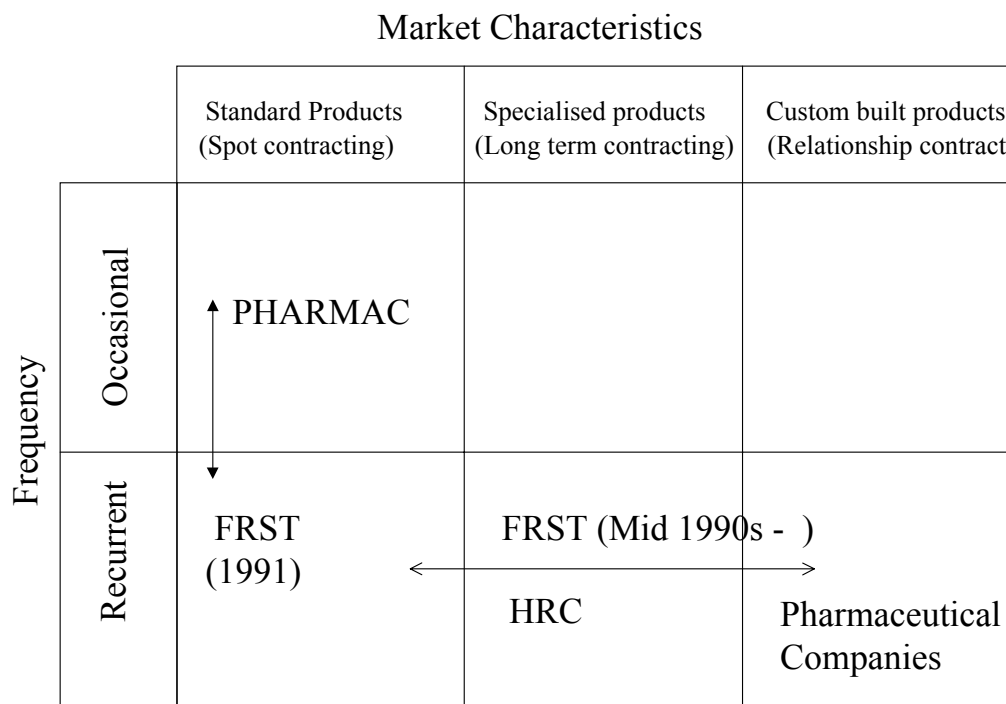 Market Characteristics
Standard Products
(Spot contracting)
Specialised products
(Long term contracting)
Custom built products
(Relationship contract
Frequency
Occasional
PHARMAC
Recurrent
FRST
(1991)
FRST (Mid 1990s -  )
HRC
Pharmaceutical
Companies